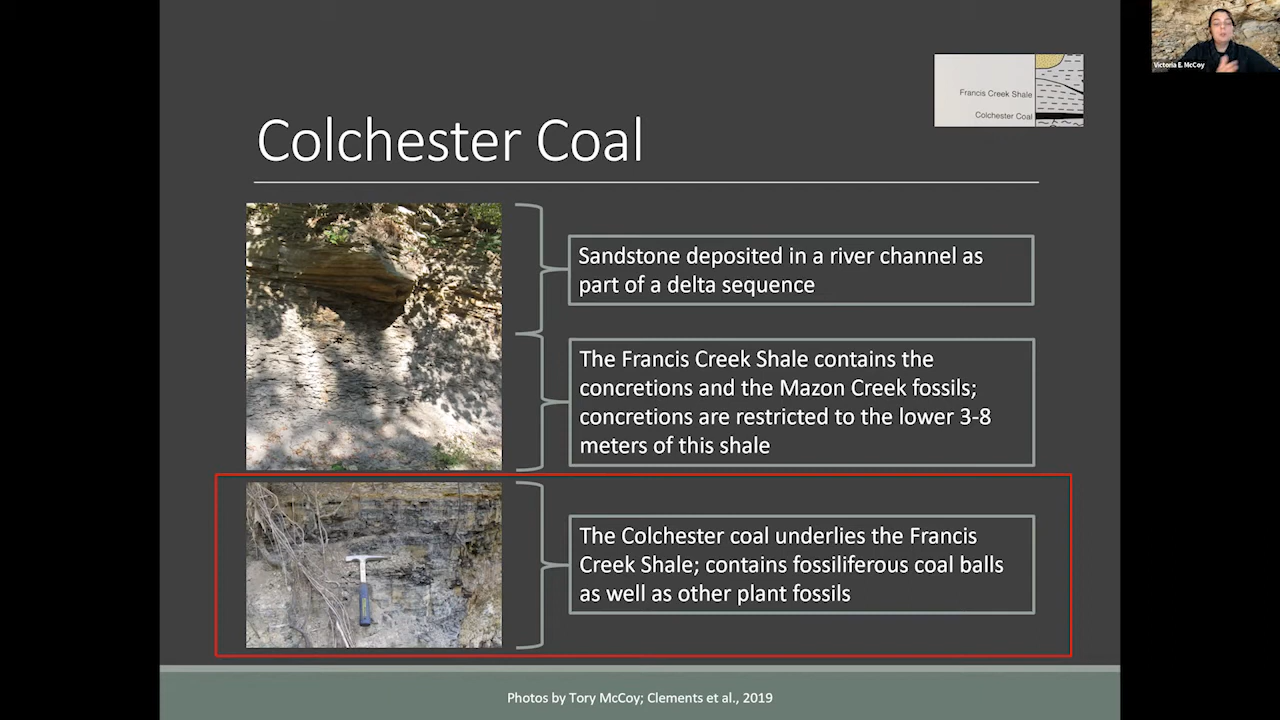 Victoria E. McCoy
Francis Creek Shale
Colchester Coal
Colchester Coal
Sandstone deposited in a river channel as
part of a delta sequence
The Francis Creek Shale contains the
concretions and the Mazon Creek fossils;
concretions are restricted to the lower 3-8
meters of this shale
The Colchester coal underlies the Francis
Creek Shale; contains fossiliferous coal balls
as well as other plant fossils
Photos by Tory McCoy; Clements et al., 2019